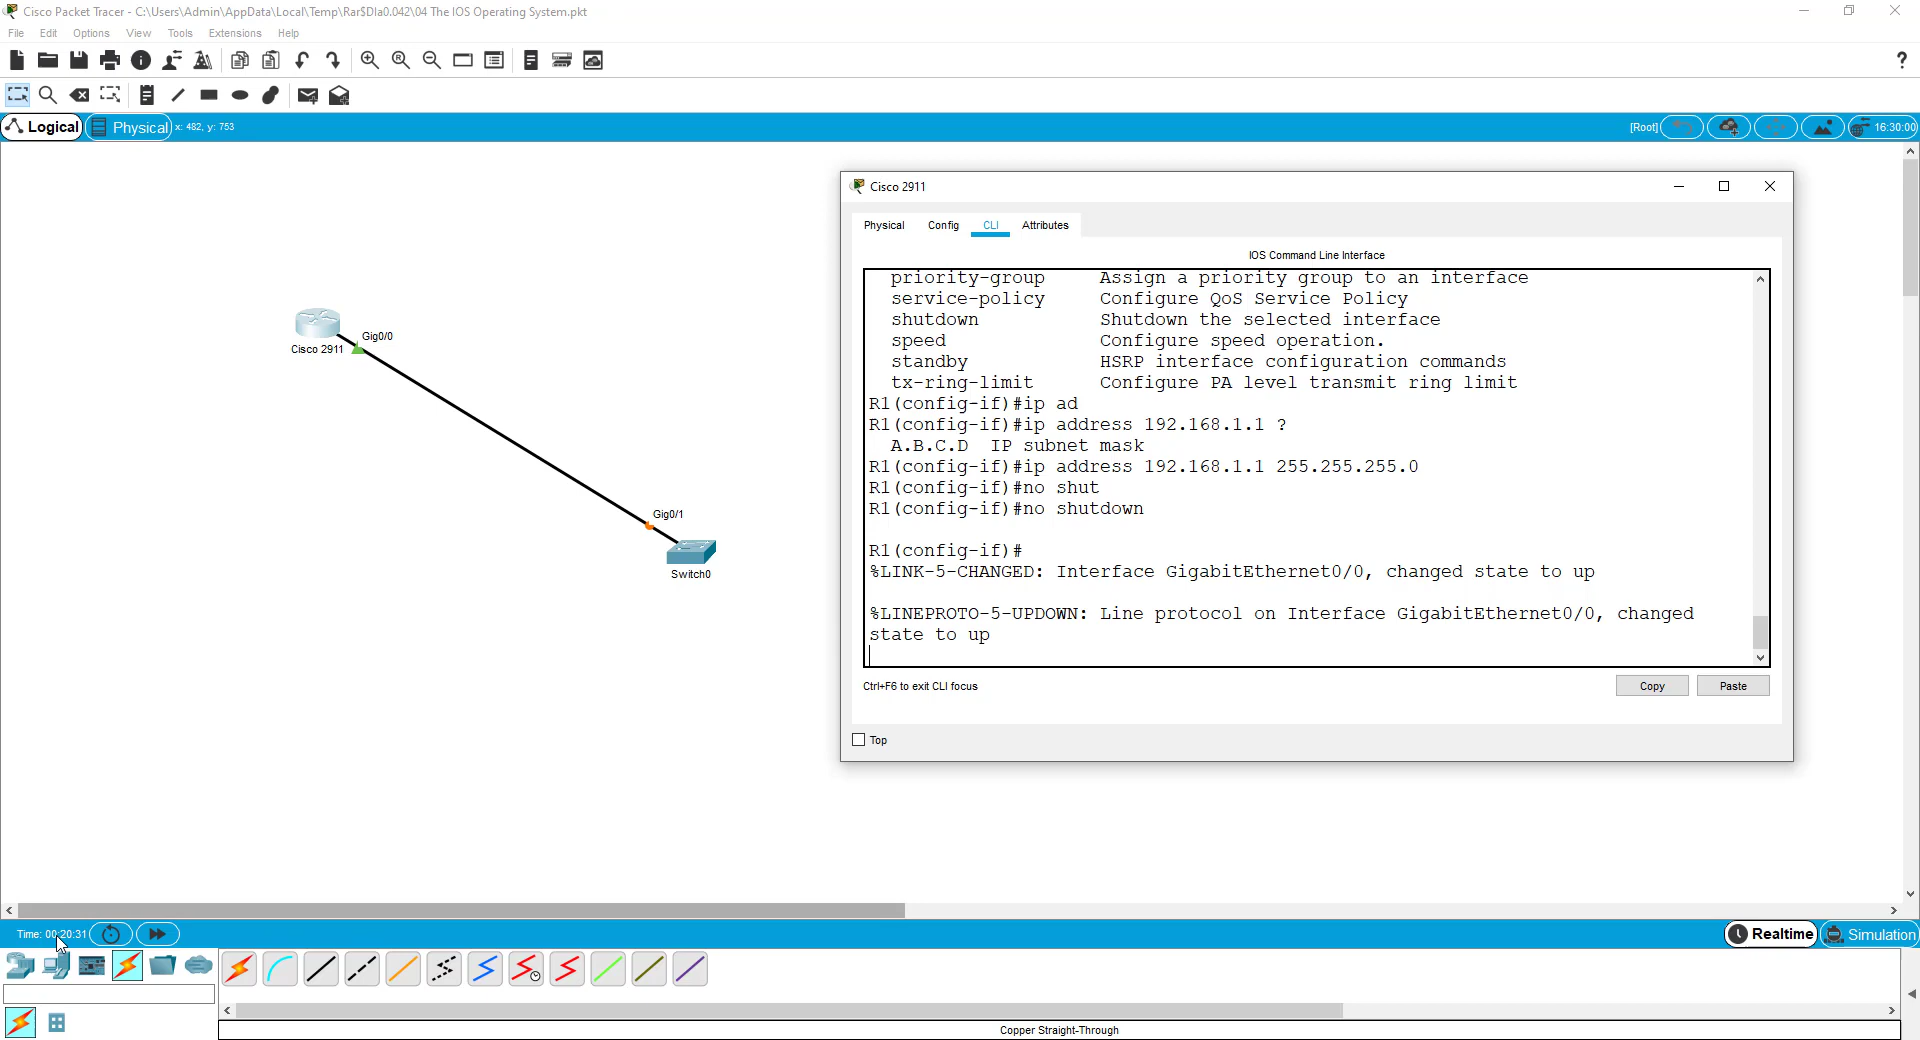 Cisco Packet Tracer - C:\Users\Admin\AppData\Local\Temp\Rar$DIa0.042\04 The IOS Operating System.pkt
File Edit Options View Tools Extensions Help
Logical Physical x: 482, y: 753 [Root] 16:30:00
Cisco 2911
Physical Config CLI Attributes
IOS Command Line Interface
priority-group Assign a priority group to an interface
service-policy Configure QoS Service Policy
shutdown Shutdown the selected interface
speed Configure speed operation.
standby HSRP interface configuration commands
tx-ring-limit Configure PA level transmit ring limit
R1(config-if)#ip ad
R1(config-if)#ip address 192.168.1.1 ?
A.B.C.D IP subnet mask
R1(config-if)#ip address 192.168.1.1 255.255.255.0
R1(config-if)#no shut
R1(config-if)#no shutdown
R1(config-if)#
%LINK-5-CHANGED: Interface GigabitEthernet0/0, changed state to up
%LINEPROTO-5-UPDOWN: Line protocol on Interface GigabitEthernet0/0, changed
state to up
Ctrl+F6 to exit CLI focus
Copy Paste
Top
Gig0/0
Cisco 2911
Gig0/1
Switch0
Time: 00:20:31
Realtime Simulation
Copper Straight-Through